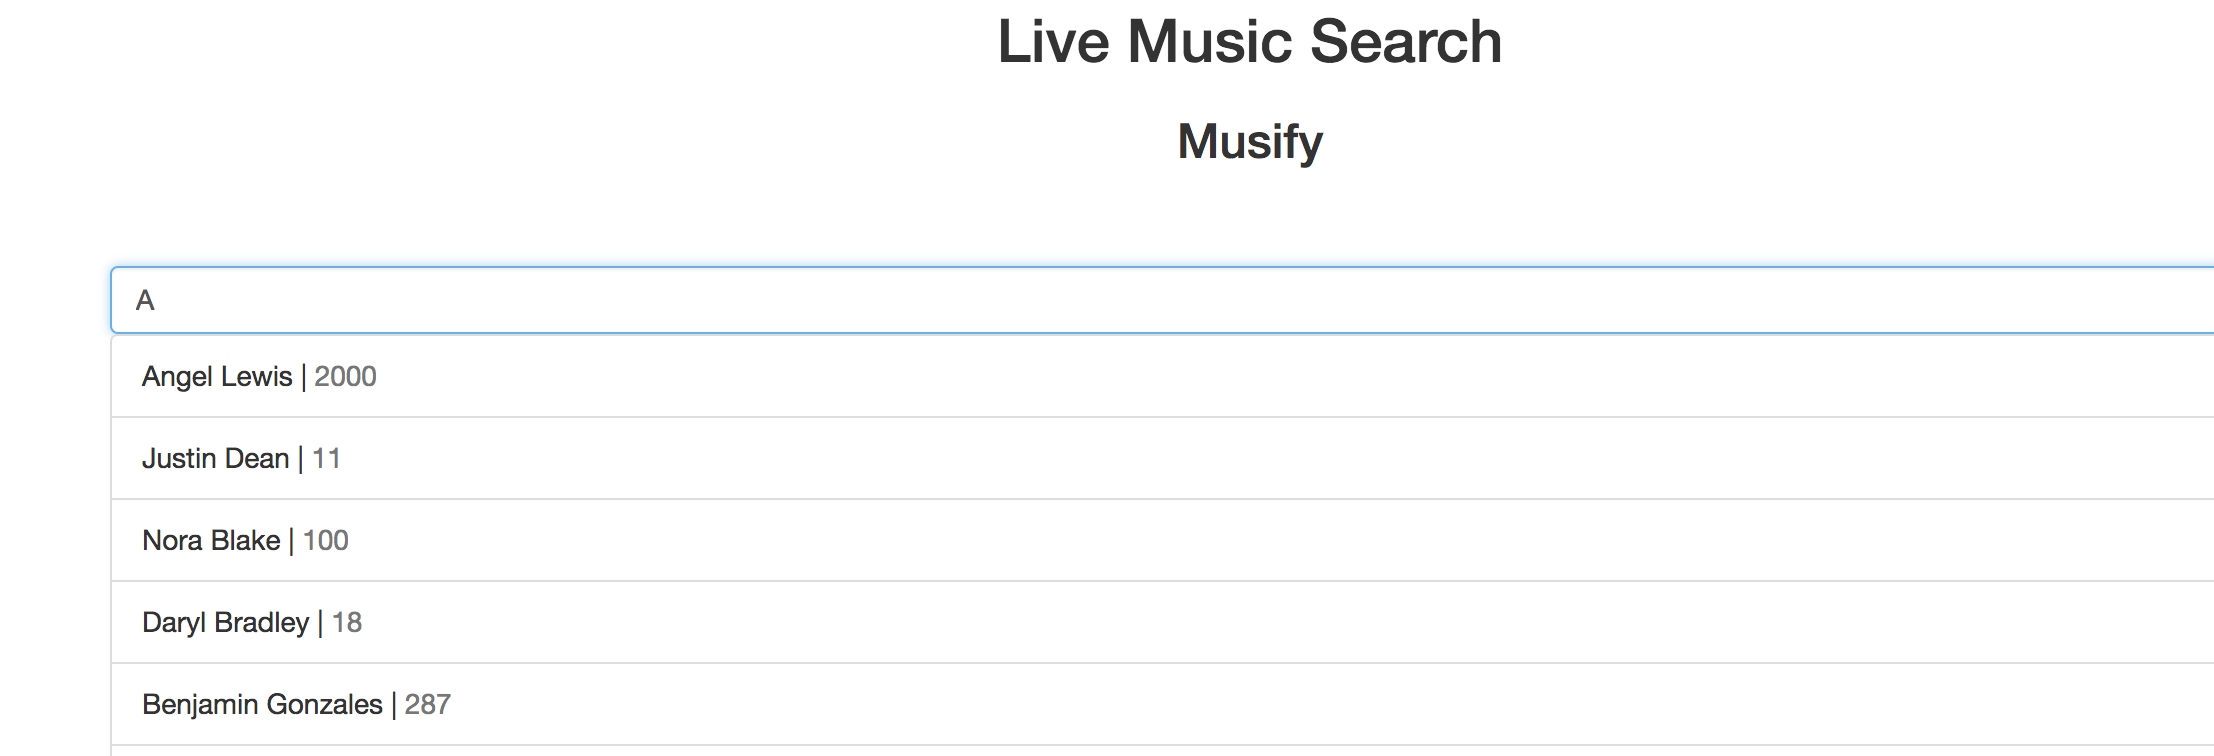 Live Music Search
Musify
A
Angel Lewis | 2000
Justin Dean | 11
Nora Blake | 100
Daryl Bradley | 18
Benjamin Gonzales | 287